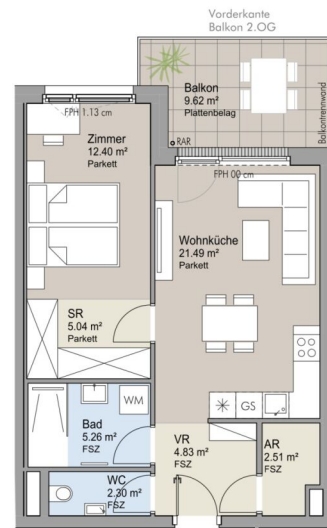 Vorderkante
Balkon 2.OG
Balkon
9.62 m²
Plattenbelag
Balkontrennwand
FPH 1.13 cm
Zimmer
12.40 m²
Parkett
RAR
FPH 00 cm
Wohnküche
21.49 m²
Parkett
SR
5.04 m²
Parkett
WM
GS
Bad
5.26 m²
FSZ
VR
4.83 m²
FSZ
AR
2.51 m²
FSZ
WC
2.30 m²
FSZ